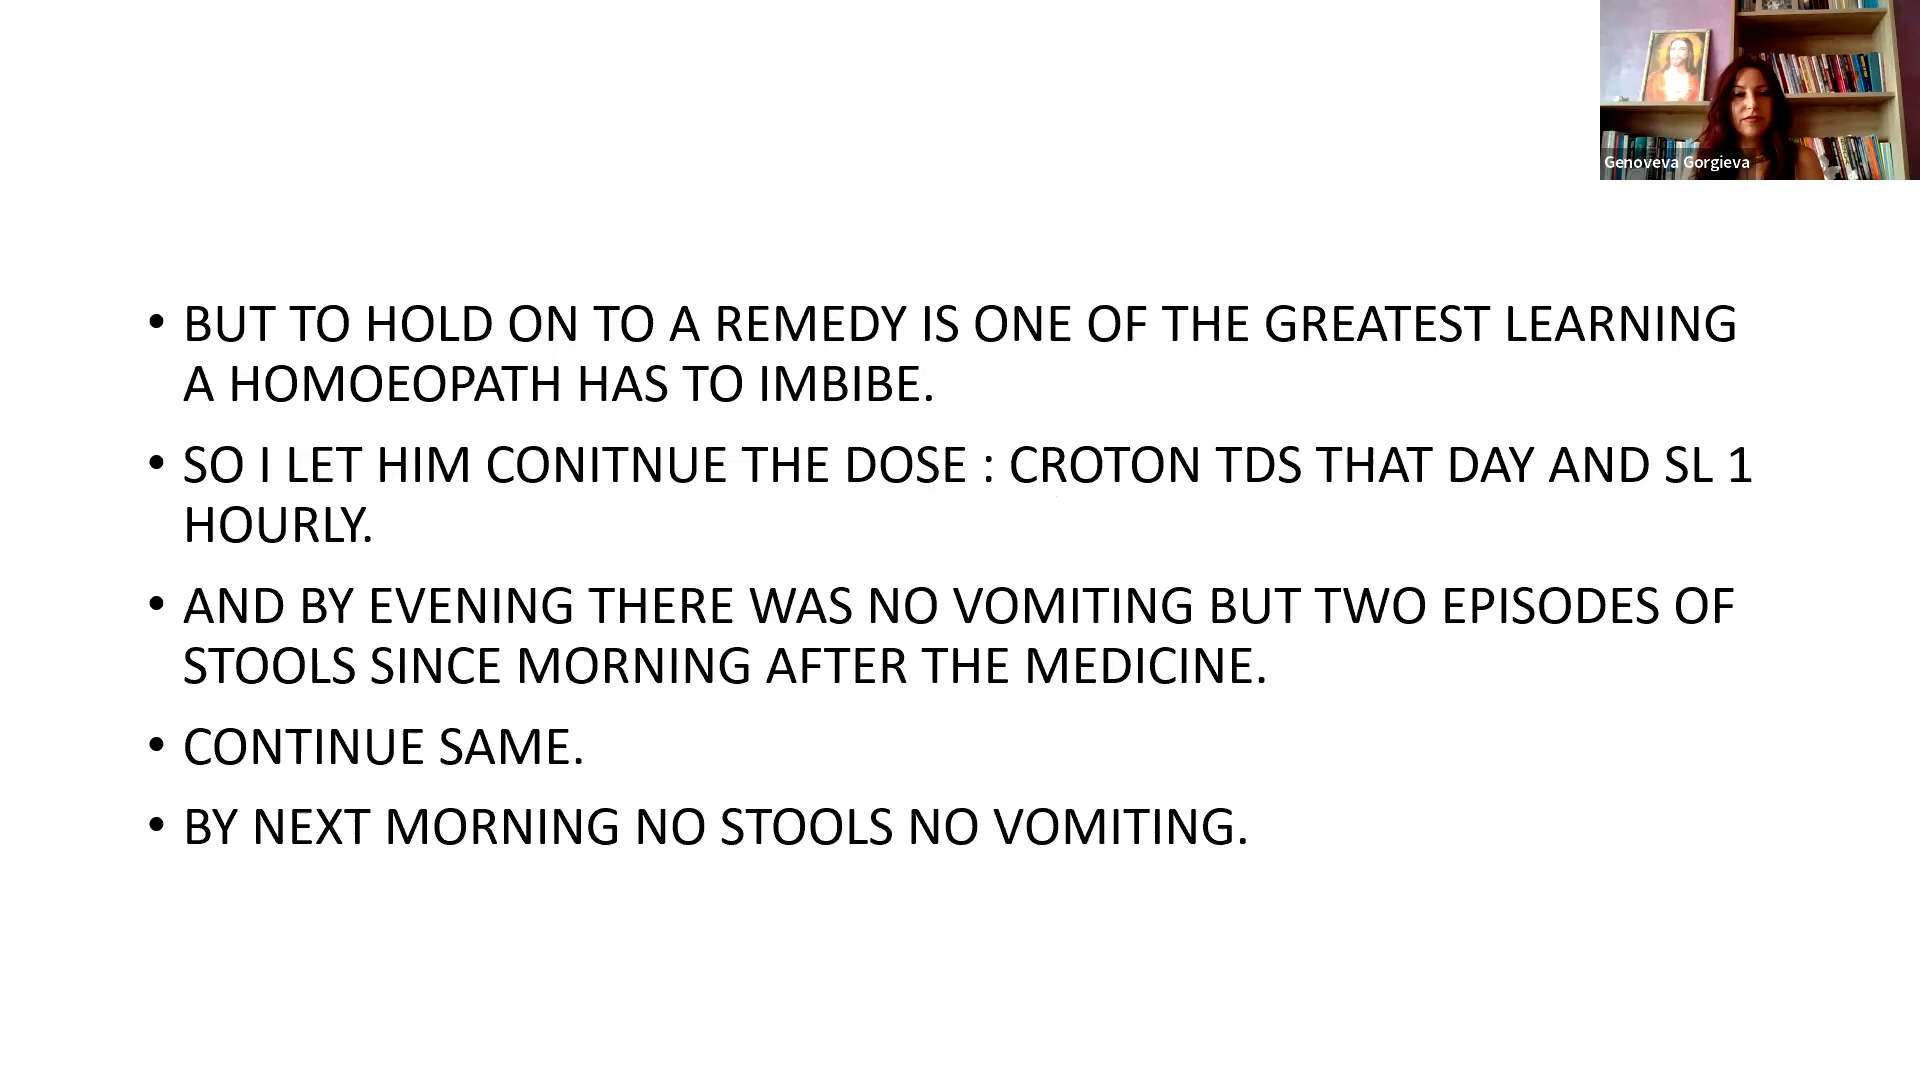 Genoveva Gorgieva
• BUT TO HOLD ON TO A REMEDY IS ONE OF THE GREATEST LEARNING
A HOMOEOPATH HAS TO IMBIBE.
• SO I LET HIM CONITNUE THE DOSE : CROTON TDS THAT DAY AND SL 1
HOURLY.
• AND BY EVENING THERE WAS NO VOMITING BUT TWO EPISODES OF
STOOLS SINCE MORNING AFTER THE MEDICINE.
• CONTINUE SAME.
• BY NEXT MORNING NO STOOLS NO VOMITING.